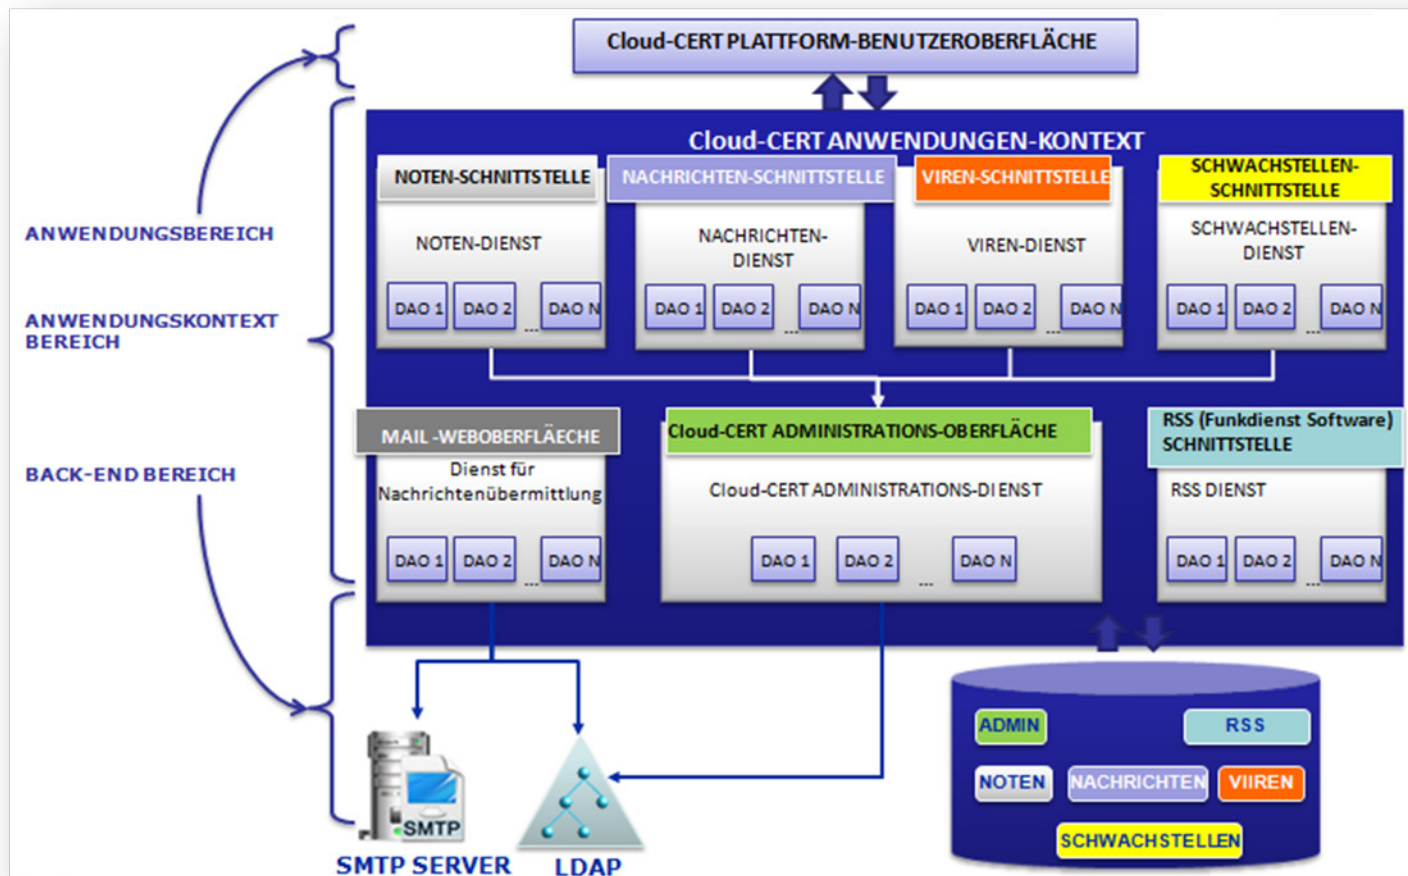 Cloud-CERT PLATTFORM-BENUTZEROBERFLÄCHE
Cloud-CERT ANWENDUNGEN-KONTEXT
NOTEN-SCHNITTSTELLE
NACHRICHTEN-SCHNITTSTELLE
VIREN-SCHNITTSTELLE
SCHWACHSTELLEN-
SCHNITTSTELLE
ANWENDUNGSBEREICH
NOTEN-DIENST
NACHRICHTEN-
DIENST
VIREN-DIENST
SCHWACHSTELLEN-
DIENST
DAO 1 DAO 2 ... DAO N
DAO 1 DAO 2 ... DAO N
DAO 1 DAO 2 ... DAO N
DAO 1 DAO 2 ... DAO N
ANWENDUNGSKONTEXT
BEREICH
MAIL -WEBOBERFLÄECHE
Cloud-CERT ADMINISTRATIONS-OBERFLÄCHE
RSS (Funkdienst Software)
SCHNITTSTELLE
BACK-END BEREICH
Dienst für
Nachrichtenübermittlung
Cloud-CERT ADMINISTRATIONS-DIENST
RSS DIENST
DAO 1 DAO 2 ... DAO N
DAO 1 DAO 2 ... DAO N
DAO 1 DAO 2 ... DAO N
ADMIN
RSS
NOTEN
NACHRICHTEN
VIIREN
SCHWACHSTELLEN
SMTP
SMTP SERVER
LDAP